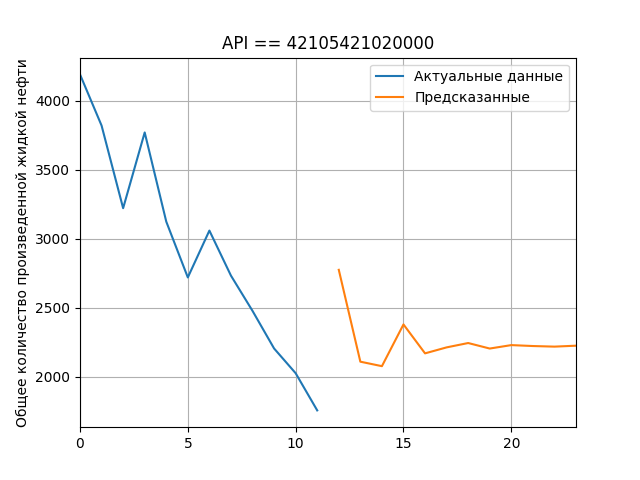 API == 42105421020000
Общее количество произведенной жидкой нефти
Актуальные данные
Предсказанные
4000
3500
3000
2500
2000
0 5 10 15 20